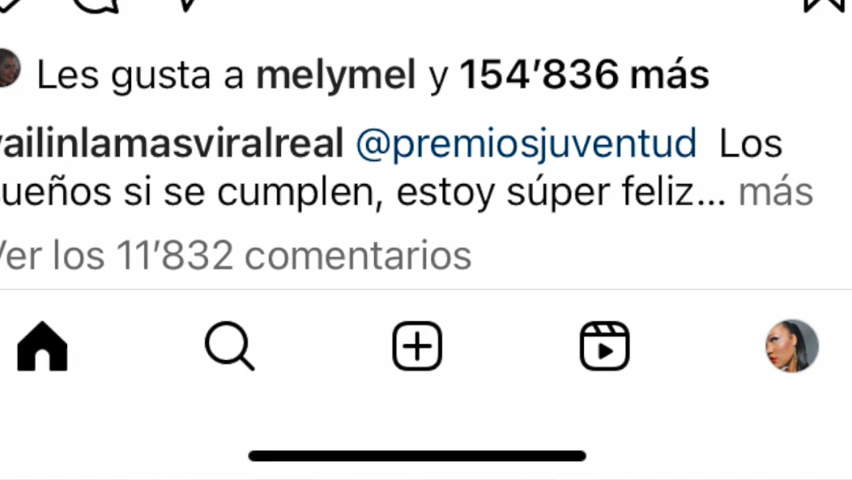 Les gusta a melymel y 154’836 más
ailinlamasviralreal @premiosjuventud Los
ueños si se cumplen, estoy súper feliz... más
er los 11’832 comentarios